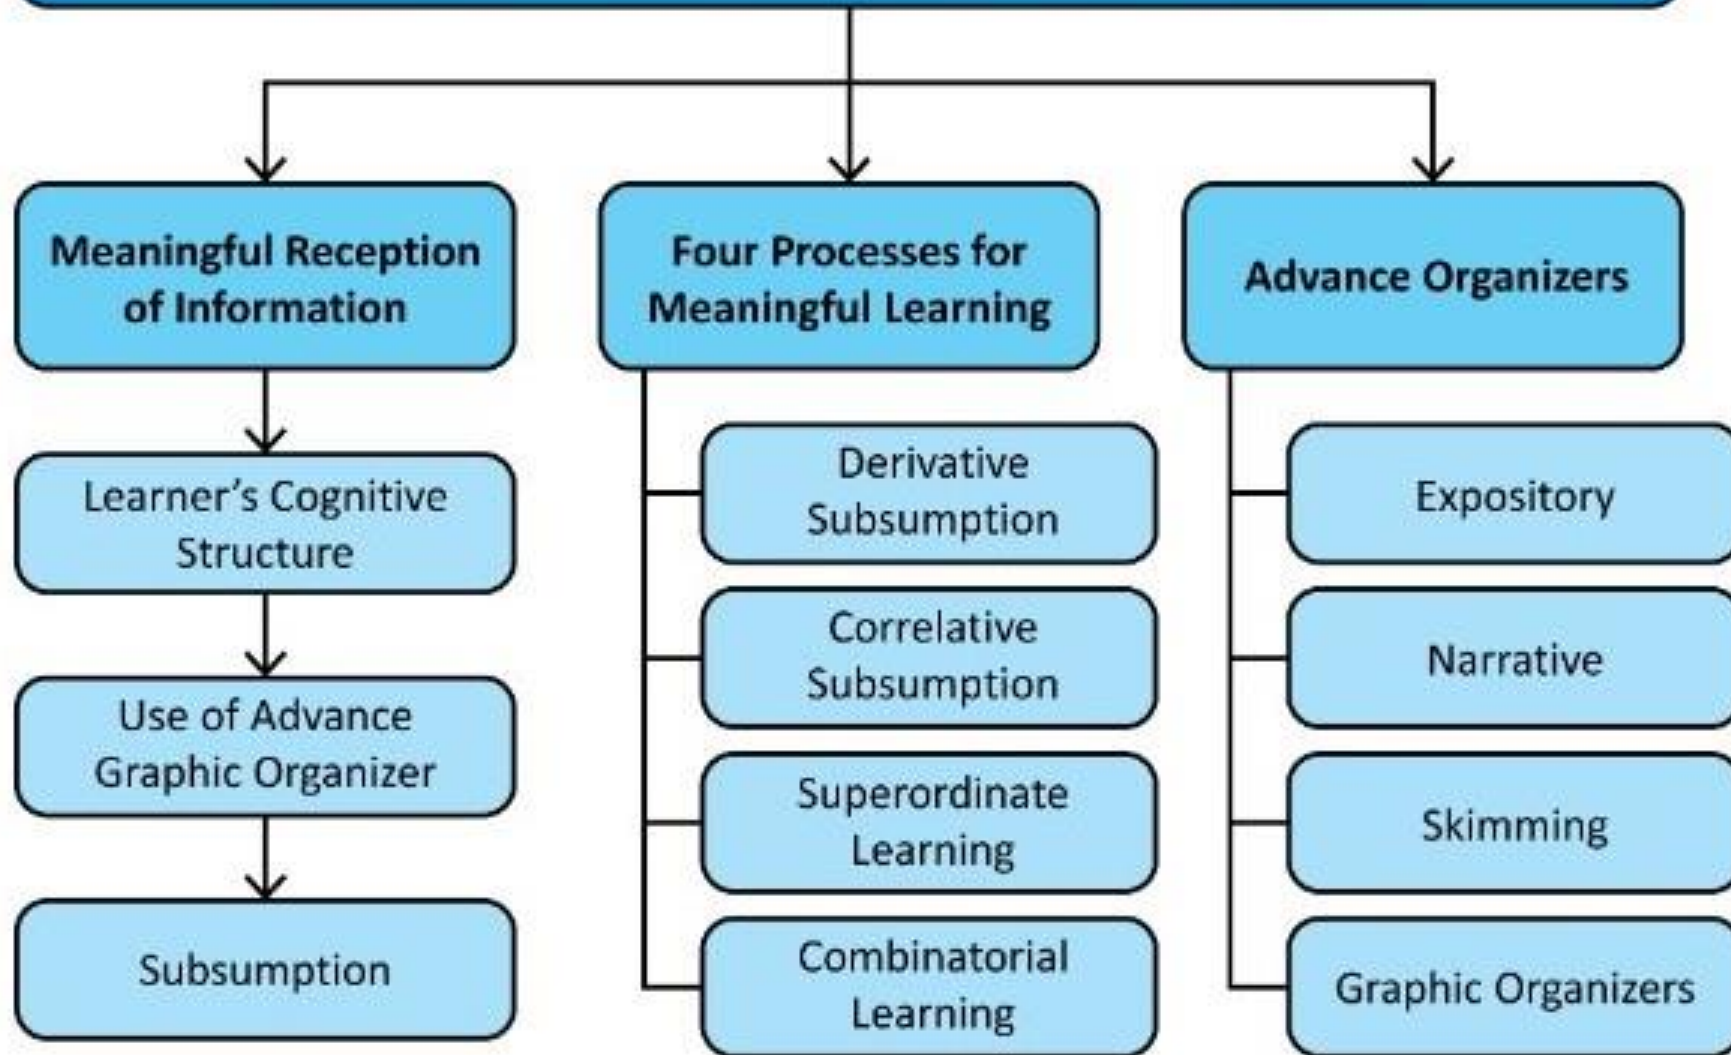 Meaningful Reception
of Information
Four Processes for
Meaningful Learning
Advance Organizers
Learner’s Cognitive
Structure
Use of Advance
Graphic Organizer
Subsumption
Derivative
Subsumption
Correlative
Subsumption
Superordinate
Learning
Combinatorial
Learning
Expository
Narrative
Skimming
Graphic Organizers